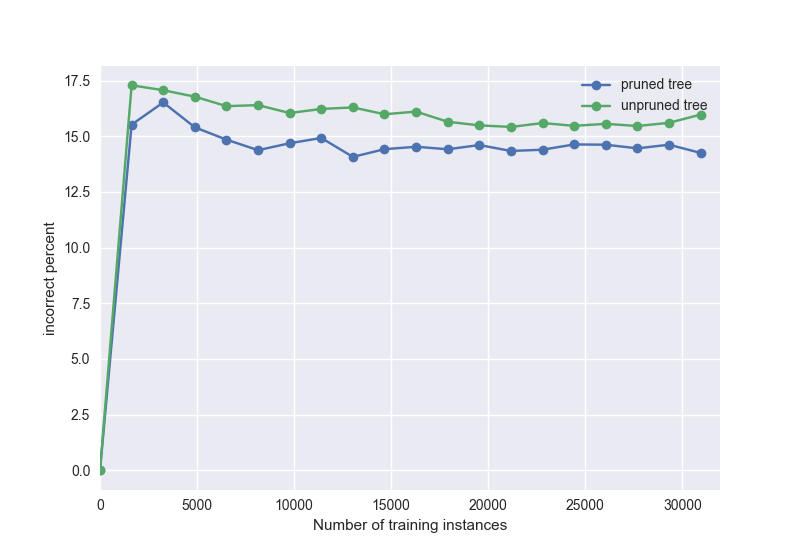 pruned tree
unpruned tree
17.5
15.0
12.5
10.0
7.5
5.0
2.5
0.0
incorrect percent
0 5000 10000 15000 20000 25000 30000
Number of training instances